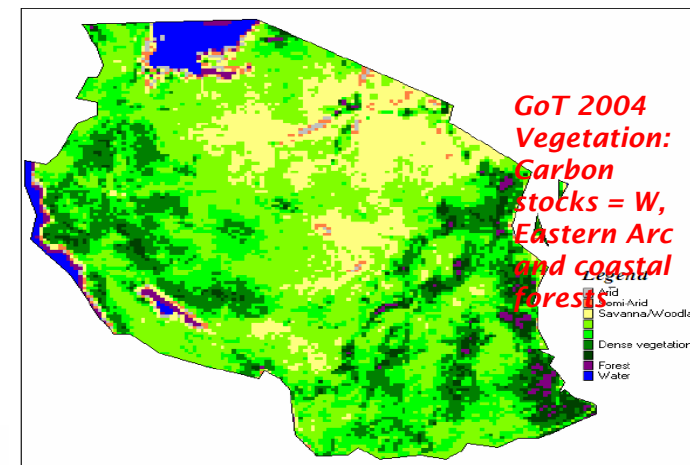 GoT 2004
Vegetation:
Carbon
stocks = W,
Eastern Arc
and coastal
forests
Legend
Arid
Semi-Arid
Savanna/Woodla
Dense vegetation
Forest
Water